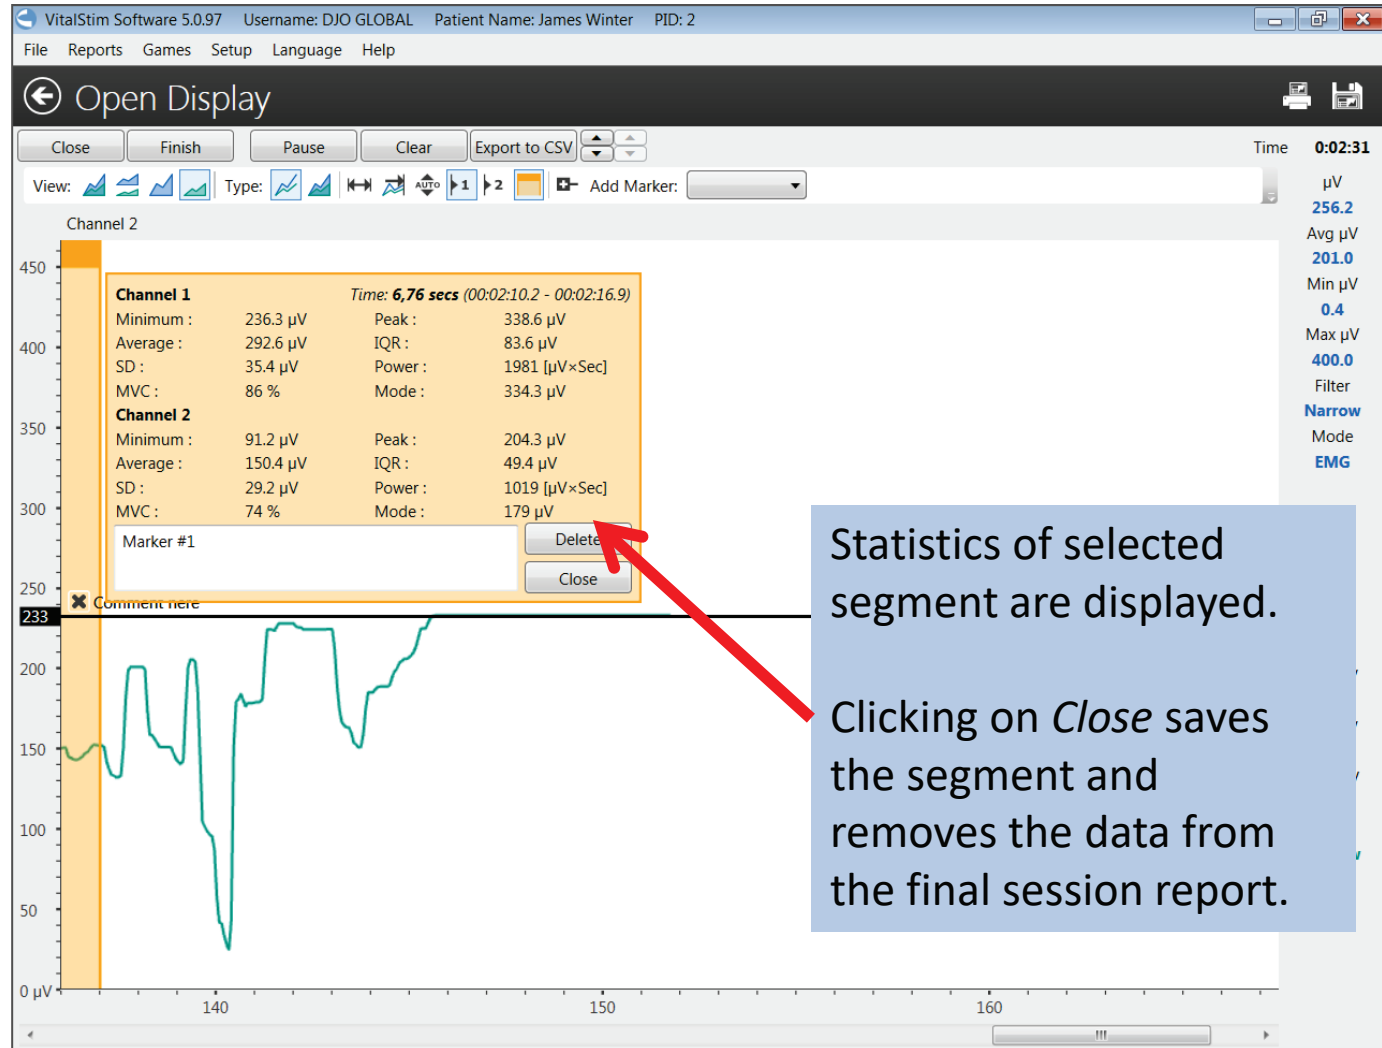 VitalStim Software 5.0.97 Username: DJO GLOBAL Patient Name: James Winter PID: 2
File Reports Games Setup Language Help
Open Display
Close Finish Pause Clear Export to CSV Time 0:02:31
View: Type: AUTO 1 2 Add Marker:
µV
256.2
Avg µV
201.0
Min µV
0.4
Max µV
400.0
Filter
Narrow
Mode
EMG
Channel 2
450
400
350
300
250
233
200
150
100
50
0 µV
Channel 1 Time: 6,76 secs (00:02:10.2 - 00:02:16.9)
Minimum : 236.3 µV Peak : 338.6 µV
Average : 292.6 µV IQR : 83.6 µV
SD : 35.4 µV Power : 1981 [µV×Sec]
MVC : 86 % Mode : 334.3 µV
Channel 2
Minimum : 91.2 µV Peak : 204.3 µV
Average : 150.4 µV IQR : 49.4 µV
SD : 29.2 µV Power : 1019 [µV×Sec]
MVC : 74 % Mode : 179 µV
Marker #1
Delete
Close
Comment here
Statistics of selected
segment are displayed.
Clicking on Close saves
the segment and
removes the data from
the final session report.
140 150 160